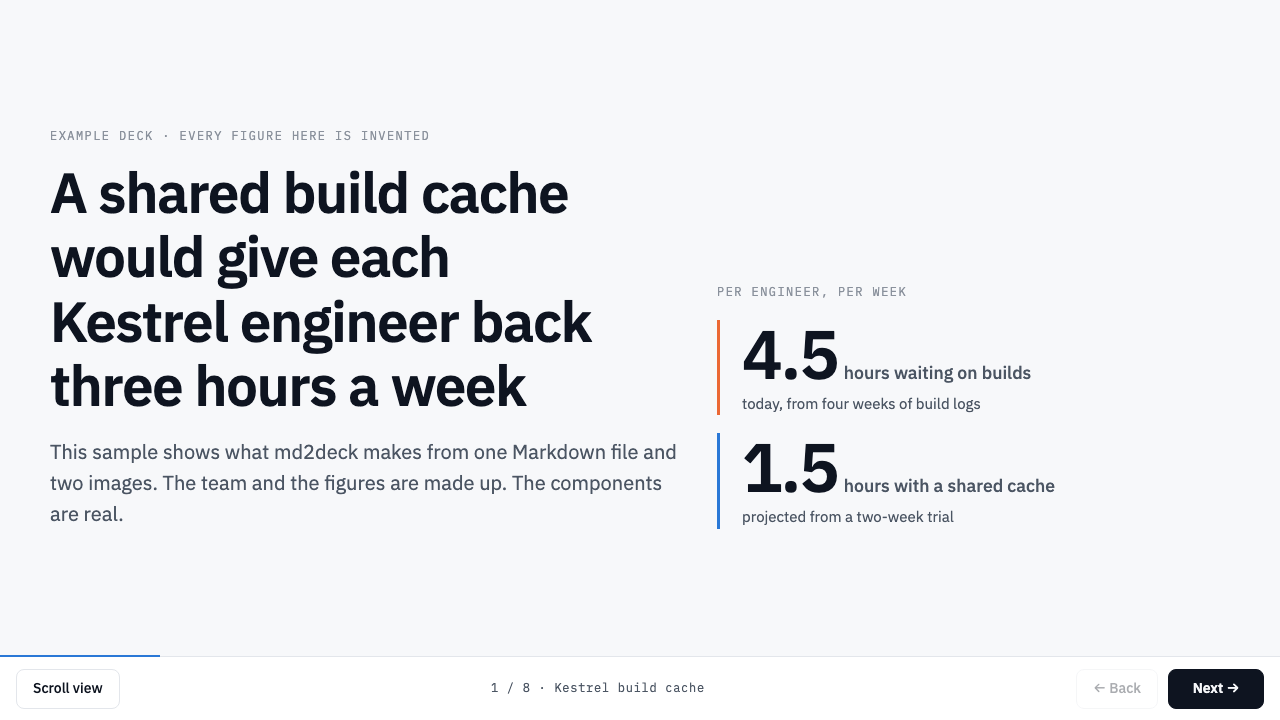 EXAMPLE DECK · EVERY FIGURE HERE IS INVENTED
A shared build cache
would give each
Kestrel engineer back
three hours a week
This sample shows what md2deck makes from one Markdown file and
two images. The team and the figures are made up. The components
are real.
PER ENGINEER, PER WEEK
4.5 hours waiting on builds
today, from four weeks of build logs
1.5 hours with a shared cache
projected from a two-week trial
Scroll view
1 / 8 · Kestrel build cache
← Back
Next →